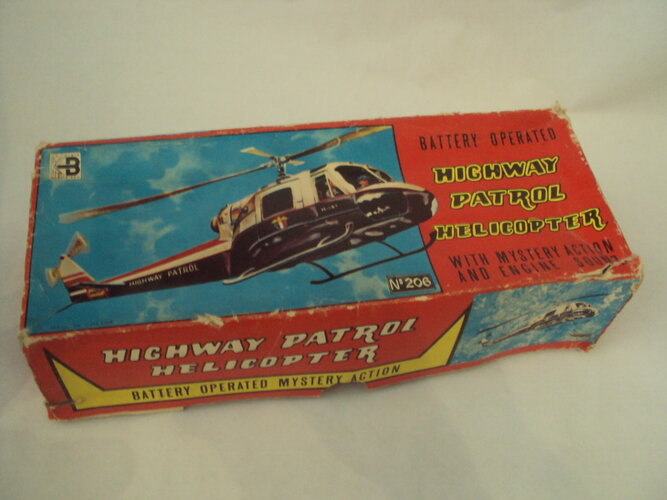 B
BATTERY OPERATED
HIGHWAY
PATROL
HELICOPTER
WITH MYSTERY ACTION
AND ENGINE SOUND
HIGHWAY PATROL
Nº206
HIGHWAY PATROL
HELICOPTER
BATTERY OPERATED MYSTERY ACTION